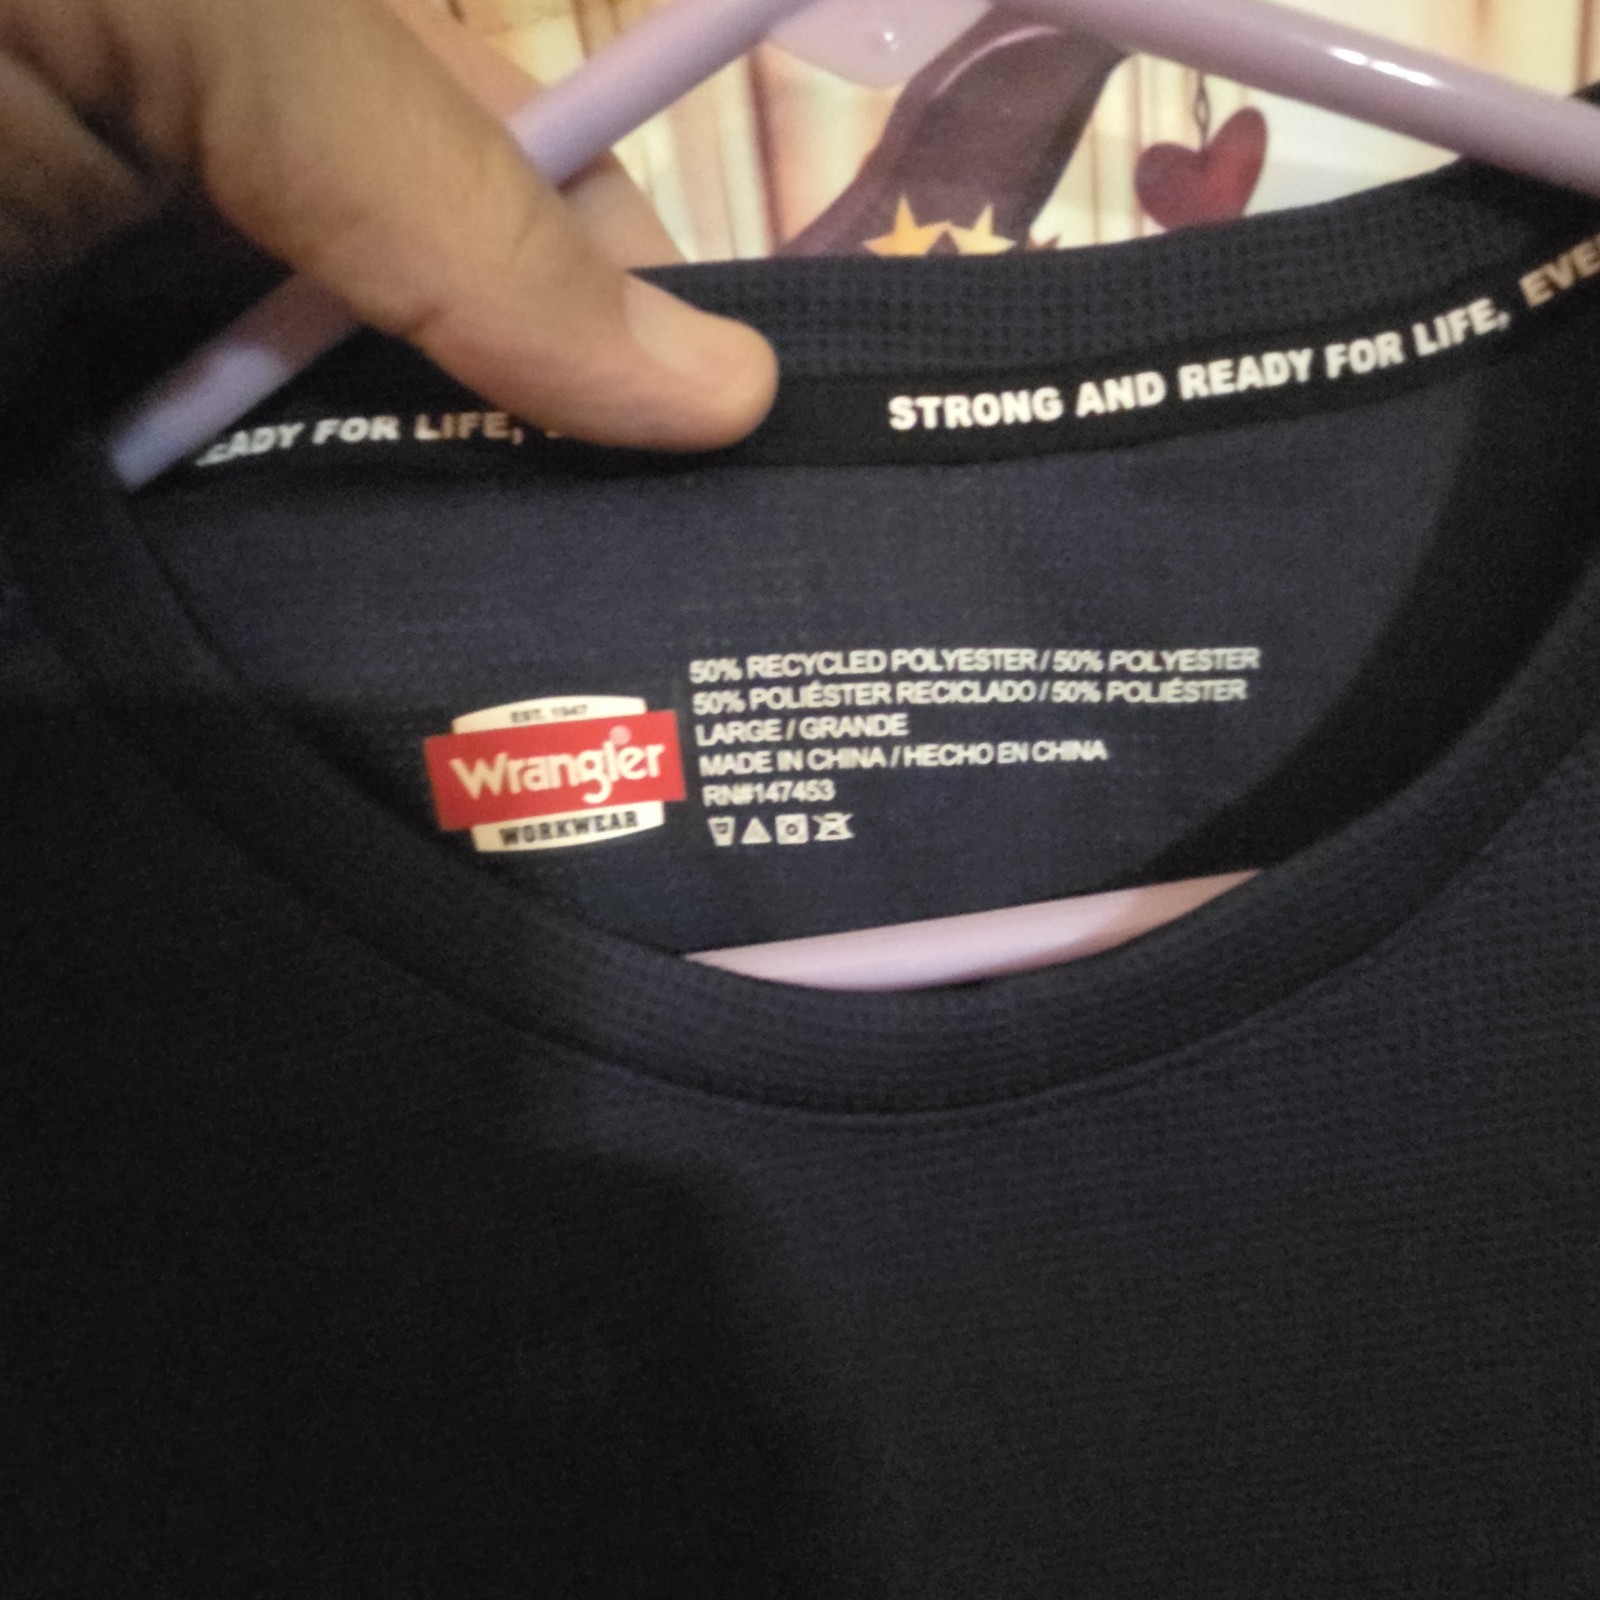 EADY FOR LIFE,
STRONG AND READY FOR LIFE, EVE
EST. 1947
Wrangler®
WORKWEAR
50% RECYCLED POLYESTER / 50% POLYESTER
50% POLIÉSTER RECICLADO / 50% POLIÉSTER
LARGE / GRANDE
MADE IN CHINA / HECHO EN CHINA
RN#147453